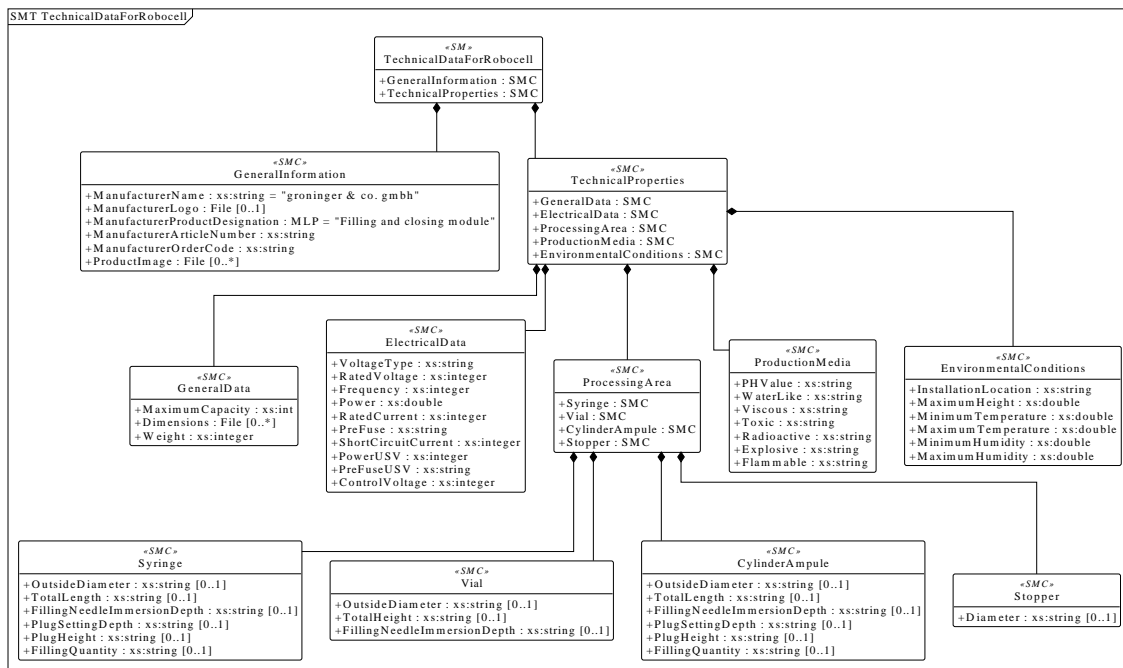 SMT TechnicalDataForRobocell
«SM»
TechnicalDataForRobocell
+GeneralInformation : SMC
+TechnicalProperties : SMC
«SMC»
GeneralInformation
+ManufacturerName : xs:string = "groninger & co. gmbh"
+ManufacturerLogo : File [0..1]
+ManufacturerProductDesignation : MLP = "Filling and closing module"
+ManufacturerArticleNumber : xs:string
+ManufacturerOrderCode : xs:string
+ProductImage : File [0..*]
«SMC»
TechnicalProperties
+GeneralData : SMC
+ElectricalData : SMC
+ProcessingArea : SMC
+ProductionMedia : SMC
+EnvironmentalConditions : SMC
«SMC»
GeneralData
+MaximumCapacity : xs:int
+Dimensions : File [0..*]
+Weight : xs:integer
«SMC»
ElectricalData
+VoltageType : xs:string
+RatedVoltage : xs:integer
+Frequency : xs:integer
+Power : xs:double
+RatedCurrent : xs:integer
+PreFuse : xs:string
+ShortCircuitCurrent : xs:integer
+PowerUSV : xs:integer
+PreFuseUSV : xs:string
+ControlVoltage : xs:integer
«SMC»
ProcessingArea
+Syringe : SMC
+Vial : SMC
+CylinderAmpule : SMC
+Stopper : SMC
«SMC»
ProductionMedia
+PHValue : xs:string
+WaterLike : xs:string
+Viscous : xs:string
+Toxic : xs:string
+Radioactive : xs:string
+Explosive : xs:string
+Flammable : xs:string
«SMC»
EnvironmentalConditions
+InstallationLocation : xs:string
+MaximumHeight : xs:double
+MinimumTemperature : xs:double
+MaximumTemperature : xs:double
+MinimumHumidity : xs:double
+MaximumHumidity : xs:double
«SMC»
Syringe
+OutsideDiameter : xs:string [0..1]
+TotalLength : xs:string [0..1]
+FillingNeedleImmersionDepth : xs:string [0..1]
+PlugSettingDepth : xs:string [0..1]
+PlugHeight : xs:string [0..1]
+FillingQuantity : xs:string [0..1]
«SMC»
Vial
+OutsideDiameter : xs:string [0..1]
+TotalHeight : xs:string [0..1]
+FillingNeedleImmersionDepth : xs:string [0..1]
«SMC»
CylinderAmpule
+OutsideDiameter : xs:string [0..1]
+TotalLength : xs:string [0..1]
+FillingNeedleImmersionDepth : xs:string [0..1]
+PlugSettingDepth : xs:string [0..1]
+PlugHeight : xs:string [0..1]
+FillingQuantity : xs:string [0..1]
«SMC»
Stopper
+Diameter : xs:string [0..1]